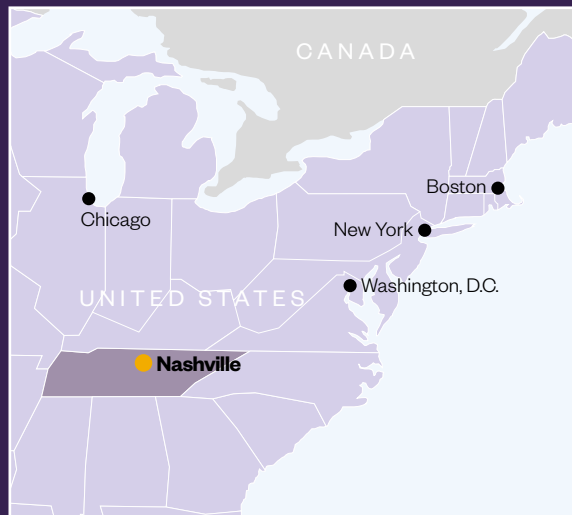 CANADA
Boston
Chicago
New York
Washington, D.C.
UNITED STATES
Nashville